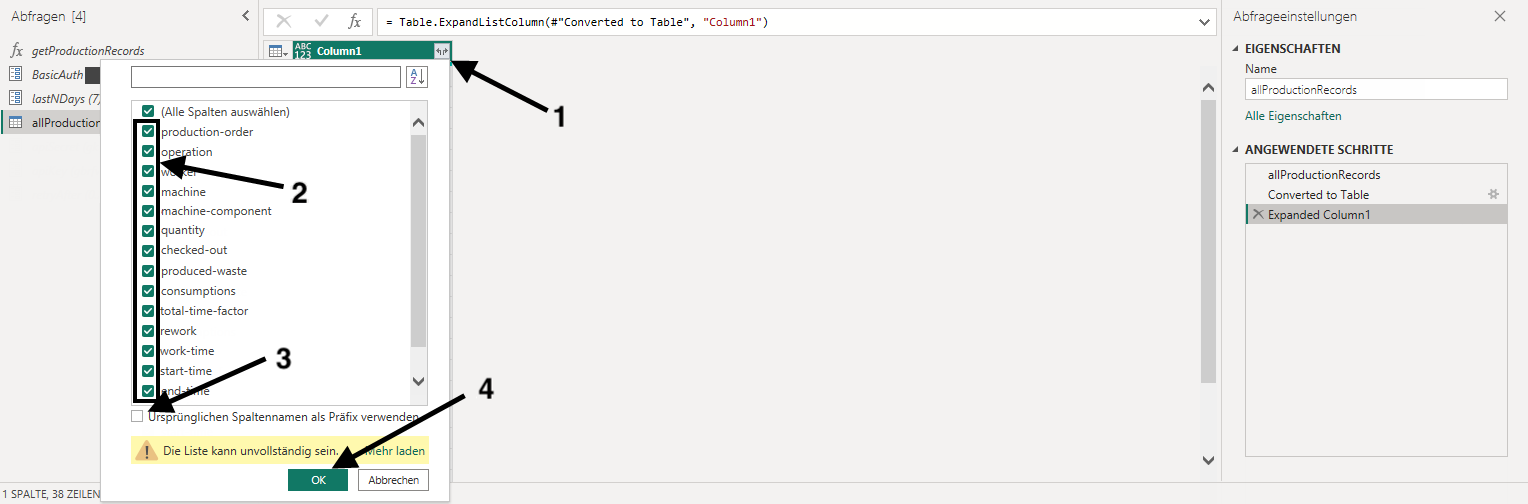 Abfragen [4]
fx getProductionRecords
BasicAuth
lastNDays (7)
allProduction
= Table.ExpandListColumn(#"Converted to Table", "Column1")
ABC
123 Column1
1
A
Z
(Alle Spalten auswählen)
production-order
operation
worker
2
machine
machine-component
quantity
checked-out
produced-waste
consumptions
total-time-factor
rework
work-time
start-time
end-time
3
Ursprünglichen Spaltennamen als Präfix verwenden
4
Die Liste kann unvollständig sein. Mehr laden
OK
Abbrechen
1 SPALTE, 38 ZEILEN
Abfrageeinstellungen
EIGENSCHAFTEN
Name
allProductionRecords
Alle Eigenschaften
ANGEWENDETE SCHRITTE
allProductionRecords
Converted to Table
Expanded Column1